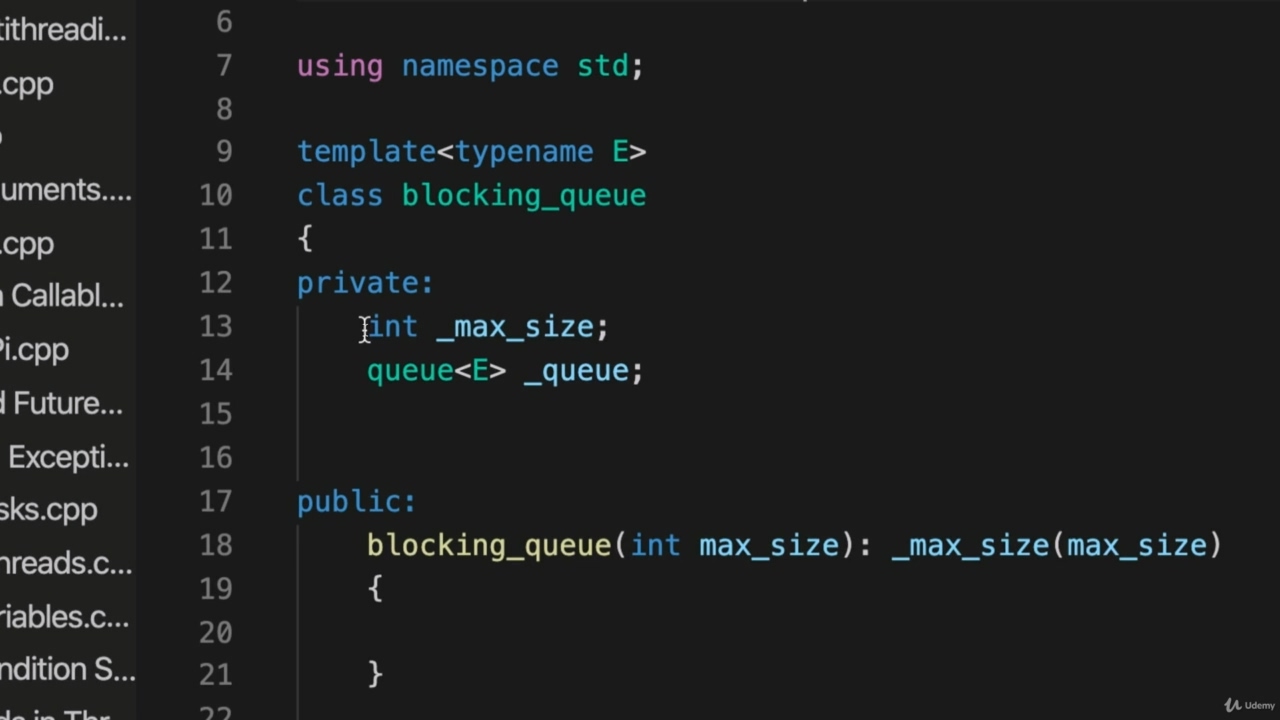 tithreadi...
.cpp
uments....
.cpp
n Callabl...
Pi.cpp
d Future...
Excepti...
sks.cpp
hreads.c...
riables.c...
ndition S...
6
7 using namespace std;
8
9 template<typename E>
10 class blocking_queue
11 {
12 private:
13 int _max_size;
14 queue<E> _queue;
15
16
17 public:
18 blocking_queue(int max_size): _max_size(max_size)
19 {
20
21 }
22
Udemy